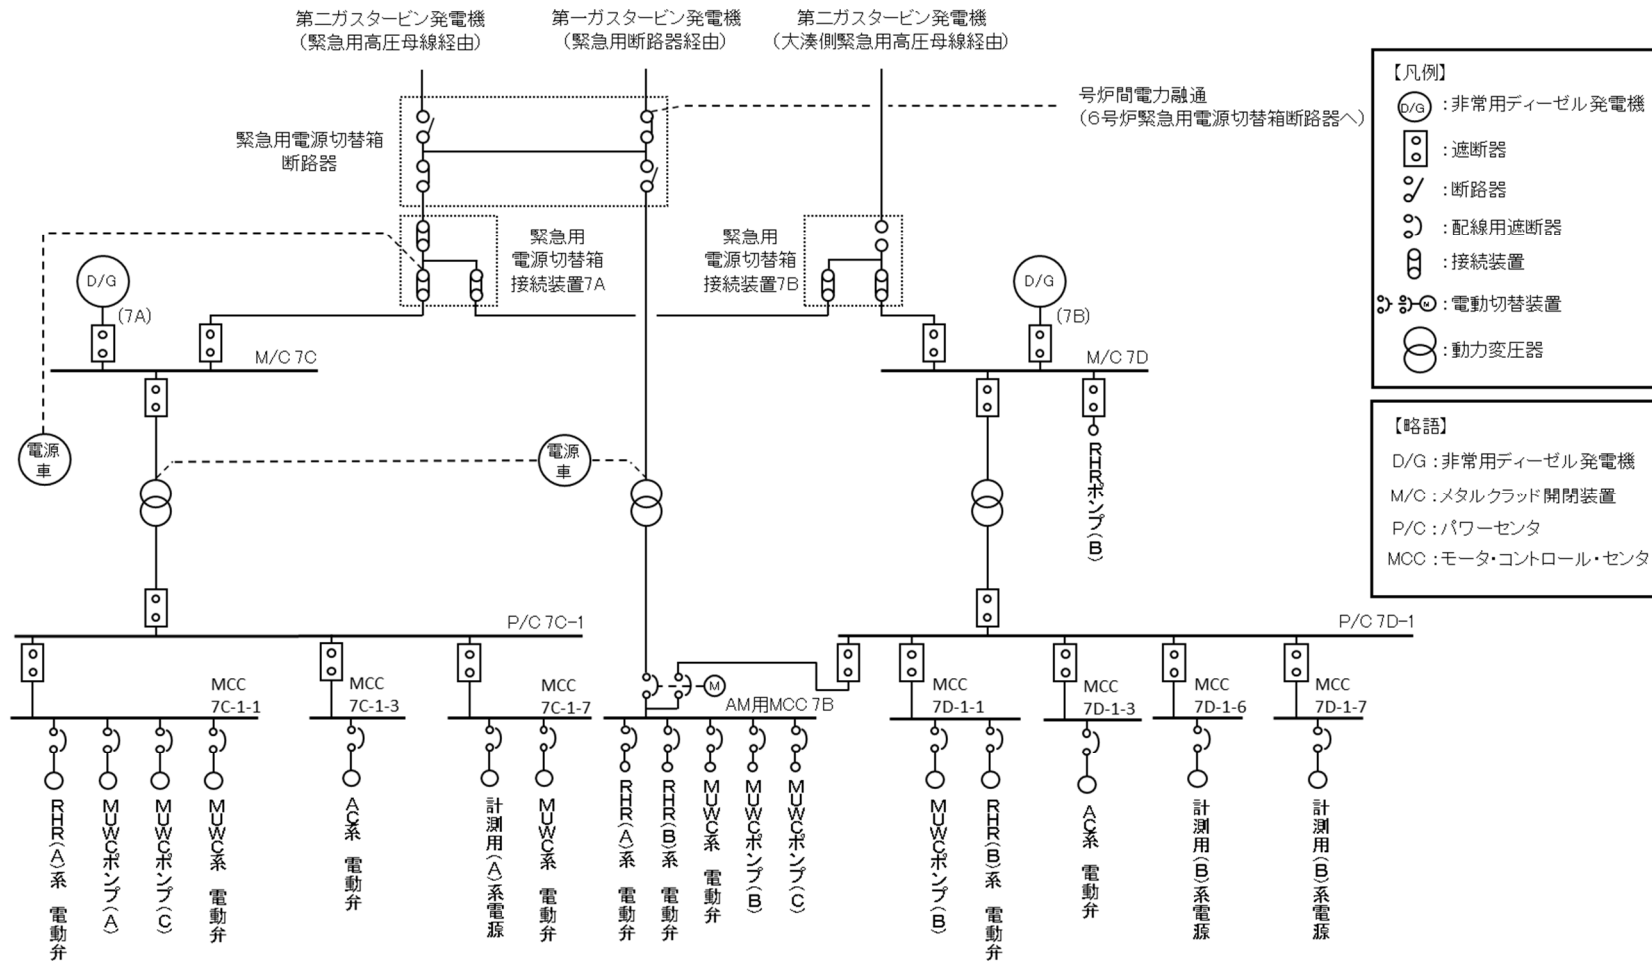 第二ガスタービン発電機
（緊急用高圧母線経由）
第一ガスタービン発電機
（緊急用断路器経由）
第二ガスタービン発電機
（大湊側緊急用高圧母線経由）
号炉間電力融通
（6号炉緊急用電源切替箱断路器へ）
緊急用電源切替箱
断路器
緊急用
電源切替箱
接続装置7A
緊急用
電源切替箱
接続装置7B
D/G
(7A)
D/G
(7B)
M/C 7C
M/C 7D
電源
車
電源
車
RHRポンプ(B)
P/C 7C-1
P/C 7D-1
MCC
7C-1-1
MCC
7C-1-3
MCC
7C-1-7
M
AM用MCC 7B
MCC
7D-1-1
MCC
7D-1-3
MCC
7D-1-6
MCC
7D-1-7
RHR(A)系 電動弁
MUWCポンプ(A)
MUWCポンプ(C)
MUWC系 電動弁
AC系 電動弁
計測用(A)系電源
MUWC系 電動弁
RHR(A)系 電動弁
RHR(B)系 電動弁
MUWC系 電動弁
MUWCポンプ(B)
MUWCポンプ(C)
MUWCポンプ(B)
RHR(B)系 電動弁
AC系 電動弁
計測用(B)系電源
計測用(B)系電源
【凡例】
D/G ：非常用ディーゼル発電機
：遮断器
：断路器
：配線用遮断器
：接続装置
M ：電動切替装置
：動力変圧器
【略語】
D/G：非常用ディーゼル発電機
M/C：メタルクラッド開閉装置
P/C：パワーセンタ
MCC：モータ・コントロール・センタ